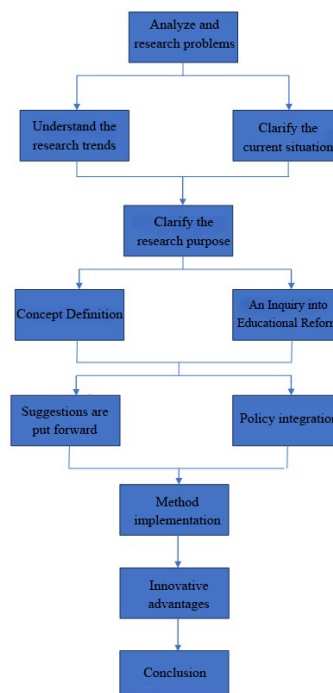 Analyze and
research problems
Understand the
research trends
Clarify the
current situation
Clarify the
research purpose
Concept Definition
An Inquiry into
Educational Reform
Suggestions are
put forward
Policy integration
Method
implementation
Innovative
advantages
Conclusion